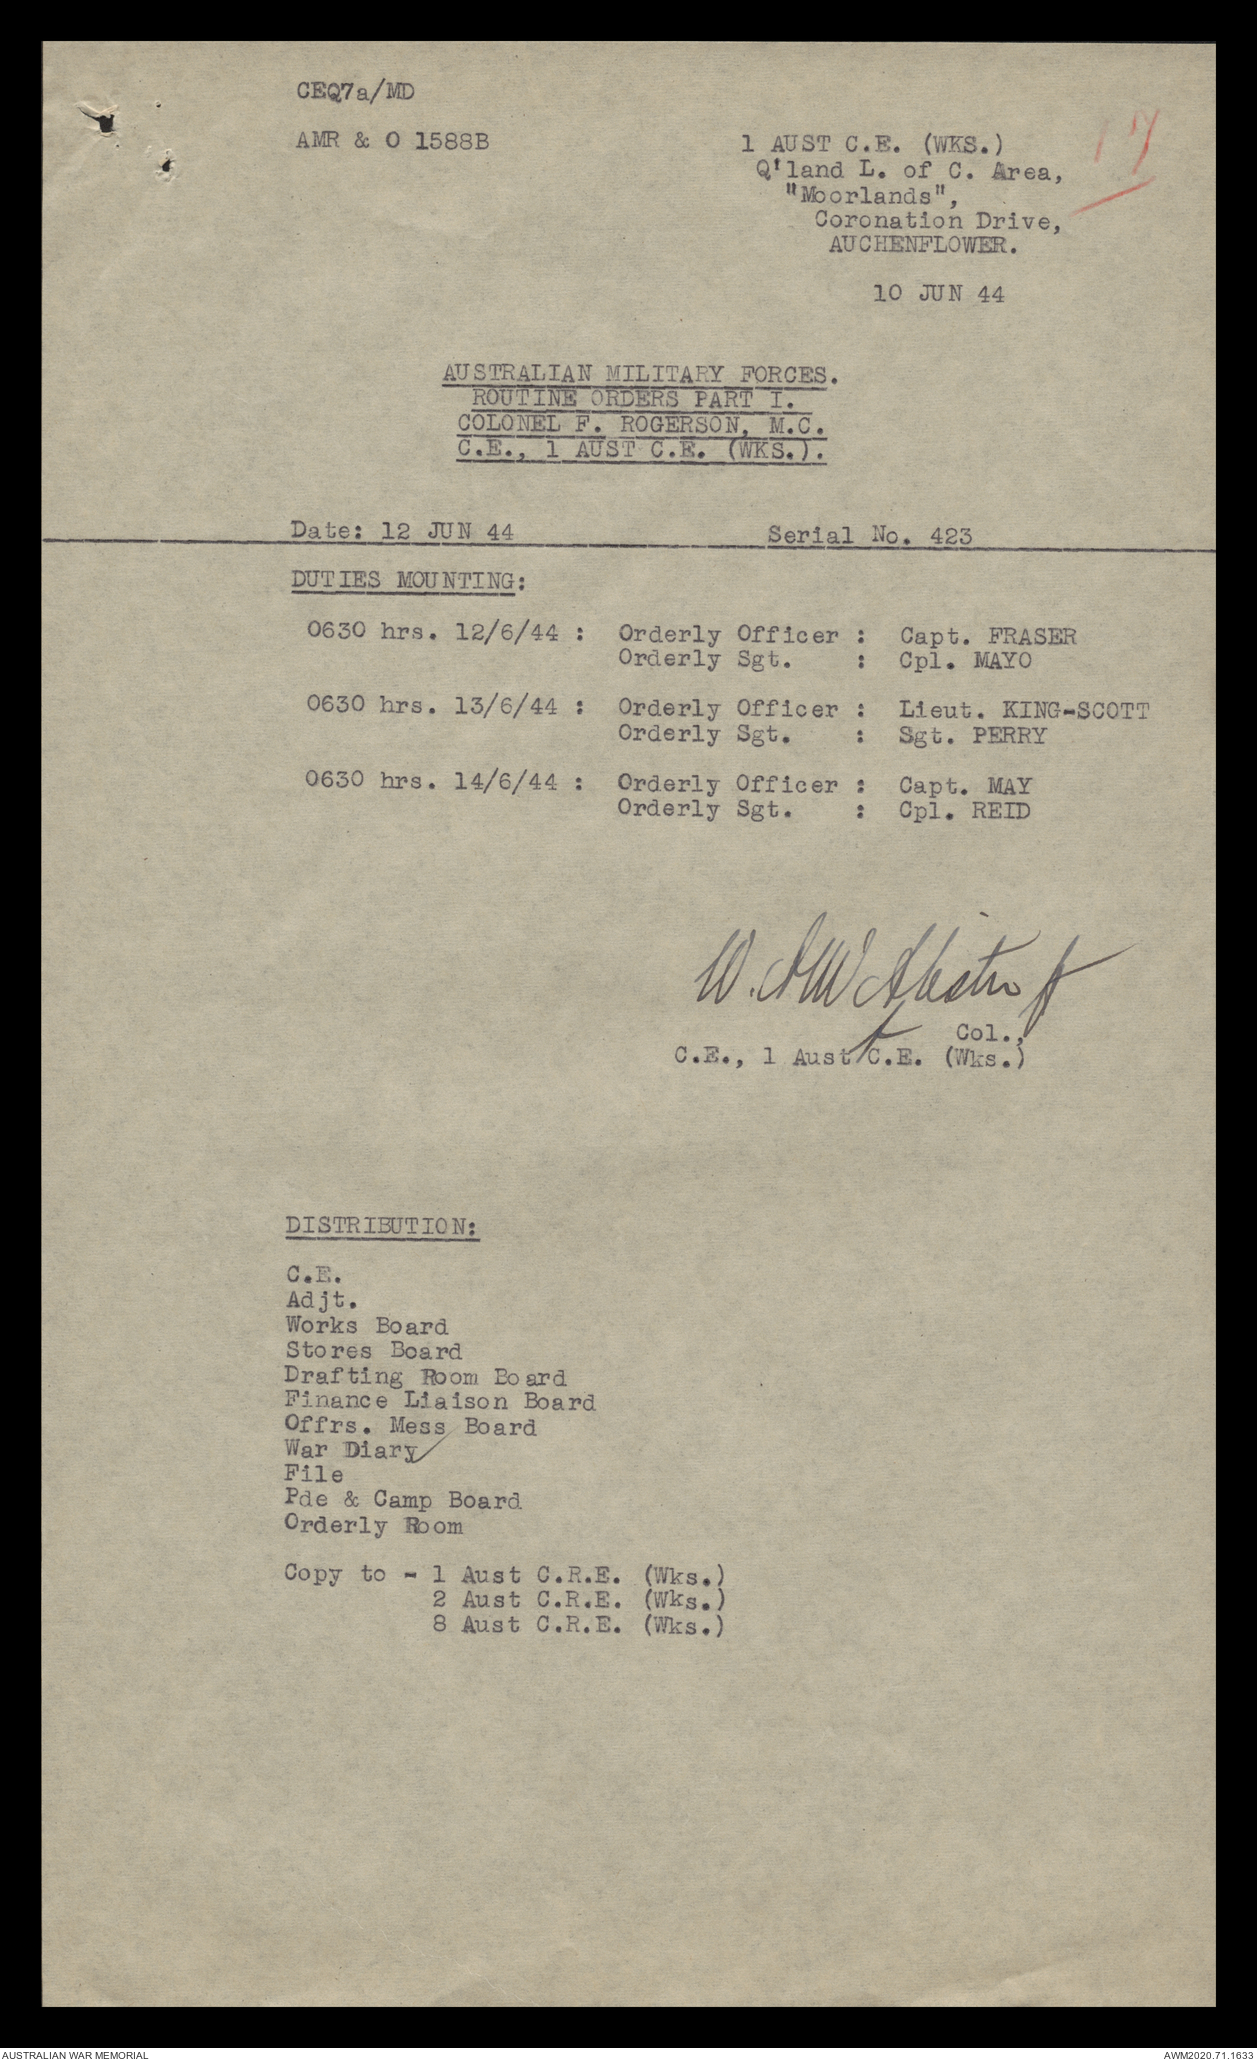 CEQ7a/MD
AMR & O 1588B
17
1 AUST C.E. (WKS.)
Q'land L. of C. Area,
"Moorlands",
Coronation Drive,
AUCHENFLOWER.
10 JUN 44
AUSTRALIAN MILITARY FORCES.
ROUTINE ORDERS PART I.
COLONEL F. ROGERSON, M.C.
C.E., 1 AUST C.E. (WKS.).
Date: 12 JUN 44 Serial No. 423
DUTIES MOUNTING:
0630 hrs. 12/6/44 : Orderly Officer : Capt. FRASER
Orderly Sgt. : Cpl. MAYO
0630 hrs. 13/6/44 : Orderly Officer : Lieut. KING-SCOTT
Orderly Sgt. : Sgt. PERRY
0630 hrs. 14/6/44 : Orderly Officer : Capt. MAY
Orderly Sgt. : Cpl. REID
Col.,
C.E., 1 Aust C.E. (Wks.)
DISTRIBUTION:
C.E.
Adjt.
Works Board
Stores Board
Drafting Room Board
Finance Liaison Board
Offrs. Mess Board
War Diary
File
Pde & Camp Board
Orderly Room
Copy to - 1 Aust C.R.E. (Wks.)
2 Aust C.R.E. (Wks.)
8 Aust C.R.E. (Wks.)
AUSTRALIAN WAR MEMORIAL
AWM2020.71.1633